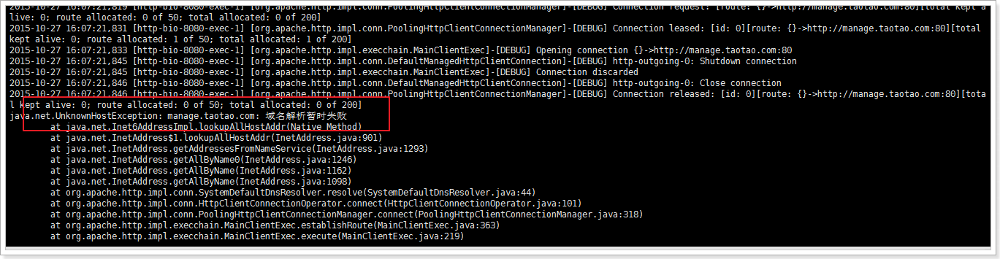 2015-10-27 16:07:21,819 [http-bio-8080-exec-1] [org.apache.http.impl.conn.PoolingHttpClientConnectionManager]-[DEBUG] Connection request: [route: {}->http://manage.taotao.com:80][total kept a
live: 0; route allocated: 0 of 50; total allocated: 0 of 200]
2015-10-27 16:07:21,831 [http-bio-8080-exec-1] [org.apache.http.impl.conn.PoolingHttpClientConnectionManager]-[DEBUG] Connection leased: [id: 0][route: {}->http://manage.taotao.com:80][total
kept alive: 0; route allocated: 1 of 50; total allocated: 1 of 200]
2015-10-27 16:07:21,833 [http-bio-8080-exec-1] [org.apache.http.impl.execchain.MainClientExec]-[DEBUG] Opening connection {}->http://manage.taotao.com:80
2015-10-27 16:07:21,845 [http-bio-8080-exec-1] [org.apache.http.impl.conn.DefaultManagedHttpClientConnection]-[DEBUG] http-outgoing-0: Shutdown connection
2015-10-27 16:07:21,845 [http-bio-8080-exec-1] [org.apache.http.impl.execchain.MainClientExec]-[DEBUG] Connection discarded
2015-10-27 16:07:21,846 [http-bio-8080-exec-1] [org.apache.http.impl.conn.DefaultManagedHttpClientConnection]-[DEBUG] http-outgoing-0: Close connection
2015-10-27 16:07:21,846 [http-bio-8080-exec-1] [org.apache.http.impl.conn.PoolingHttpClientConnectionManager]-[DEBUG] Connection released: [id: 0][route: {}->http://manage.taotao.com:80][tota
l kept alive: 0; route allocated: 0 of 50; total allocated: 0 of 200]
java.net.UnknownHostException: manage.taotao.com: 域名解析暂时失败
at java.net.Inet6AddressImpl.lookupAllHostAddr(Native Method)
at java.net.InetAddress$1.lookupAllHostAddr(InetAddress.java:901)
at java.net.InetAddress.getAddressesFromNameService(InetAddress.java:1293)
at java.net.InetAddress.getAllByName0(InetAddress.java:1246)
at java.net.InetAddress.getAllByName(InetAddress.java:1162)
at java.net.InetAddress.getAllByName(InetAddress.java:1098)
at org.apache.http.impl.conn.SystemDefaultDnsResolver.resolve(SystemDefaultDnsResolver.java:44)
at org.apache.http.impl.conn.HttpClientConnectionOperator.connect(HttpClientConnectionOperator.java:101)
at org.apache.http.impl.conn.PoolingHttpClientConnectionManager.connect(PoolingHttpClientConnectionManager.java:318)
at org.apache.http.impl.execchain.MainClientExec.establishRoute(MainClientExec.java:363)
at org.apache.http.impl.execchain.MainClientExec.execute(MainClientExec.java:219)